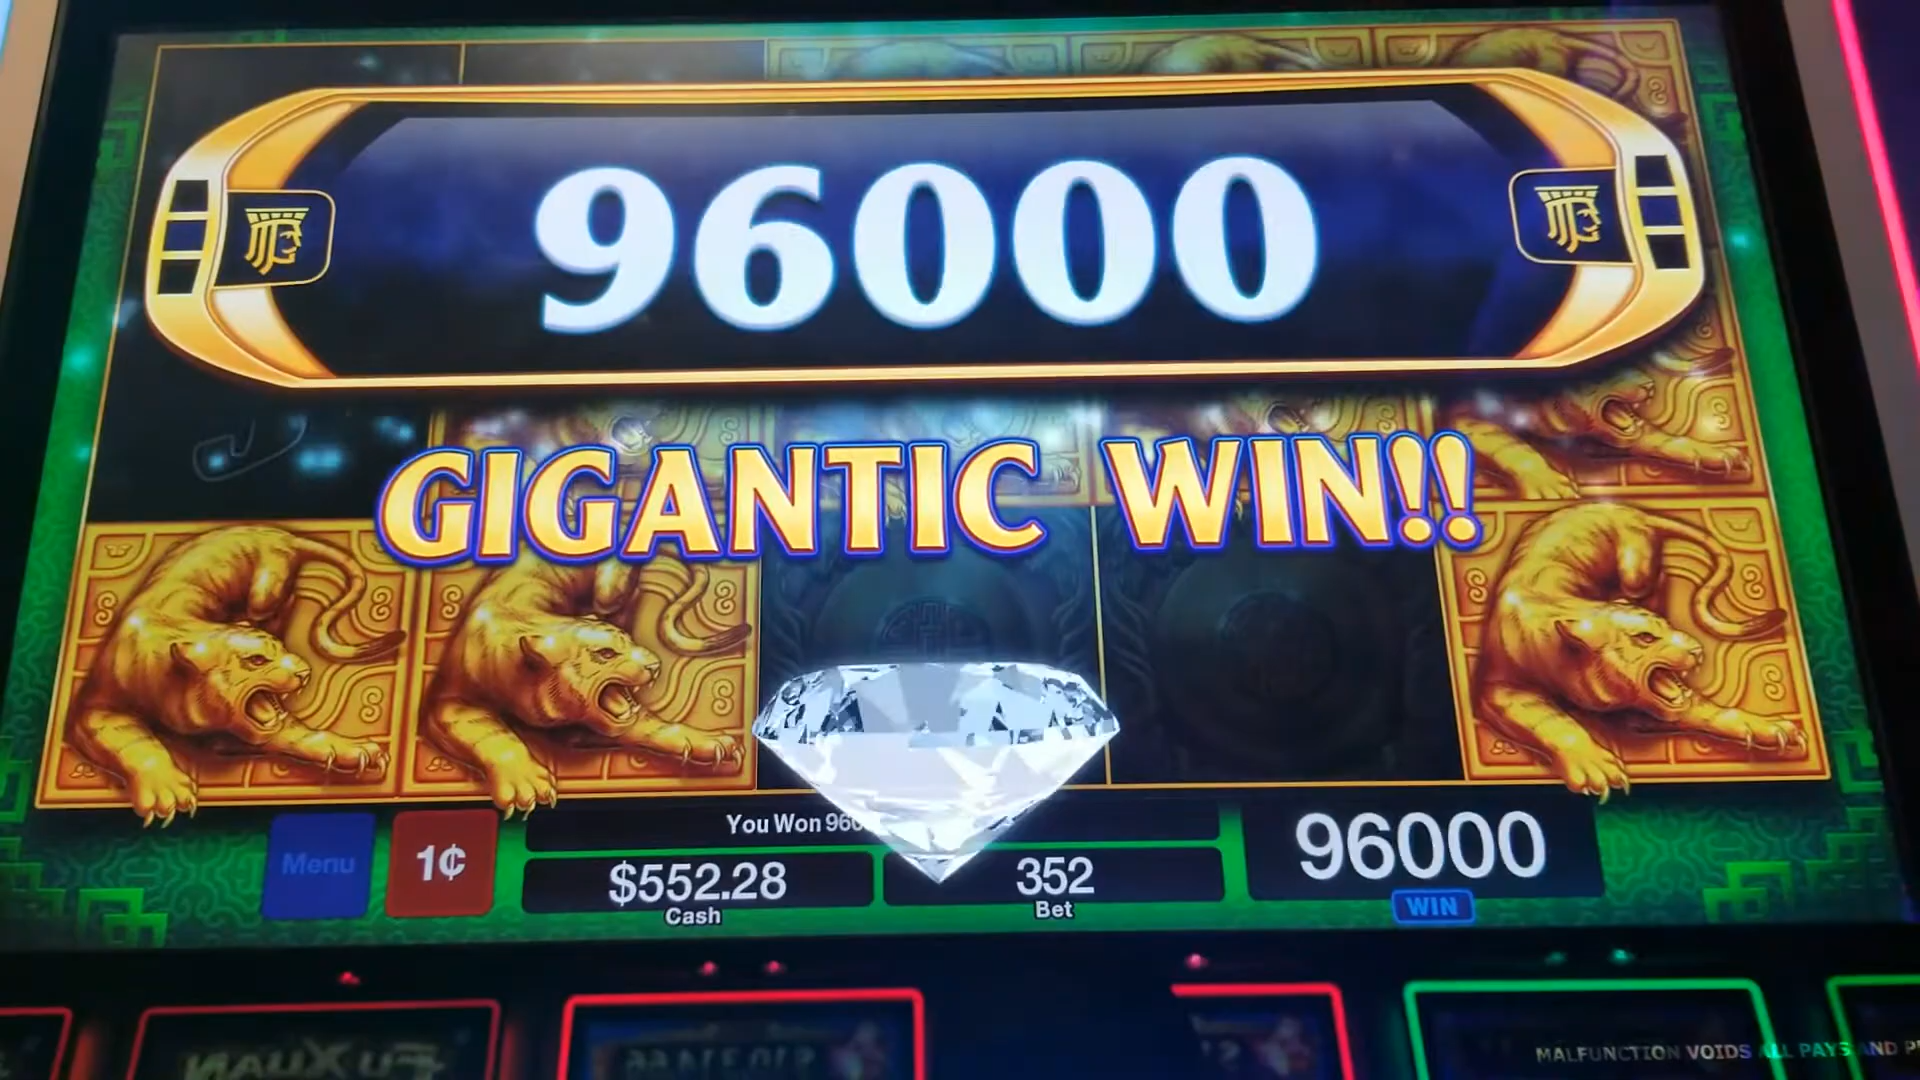 96000
GIGANTIC WIN!!
You Won 960
Menu
1¢
$552.28
Cash
352
Bet
96000
WIN
MALFUNCTION VOIDS ALL PAYS AND P